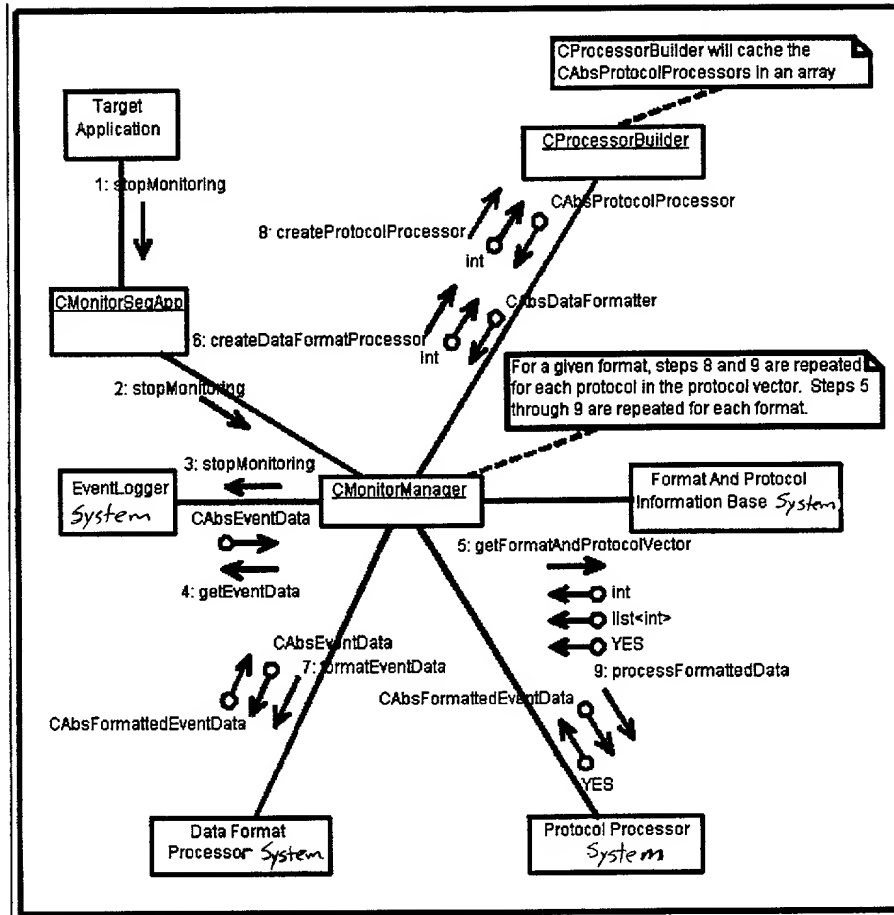 CProcessorBuilder will cache the
CAbsProtocolProcessors in an array
Target
Application
CProcessorBuilder
1: stopMonitoring
CAbsProtocolProcessor
8: createProtocolProcessor
int
CMonitorSeqApp
CAbsDataFormatter
6: createDataFormatProcessor
int
For a given format, steps 8 and 9 are repeated
for each protocol in the protocol vector. Steps 5
through 9 are repeated for each format.
2: stopMonitoring
3: stopMonitoring
EventLogger
System
CMonitorManager
Format And Protocol
Information Base System
CAbsEventData
4: getEventData
5: getFormatAndProtocolVector
int
list<int>
YES
CAbsEventData
7: formatEventData
CAbsFormattedEventData
9: processFormattedData
CAbsFormattedEventData
YES
Data Format
Processor System
Protocol Processor
System